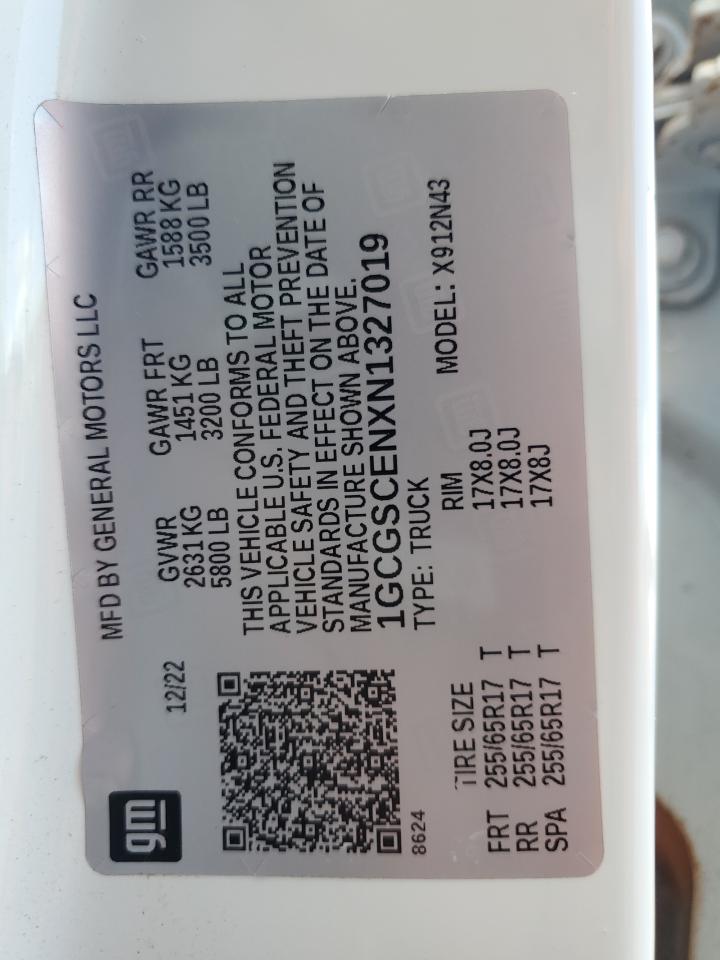 gm
MFD BY GENERAL MOTORS LLC
12/22
GVWR GAWR FRT GAWR RR
2631 KG 1451 KG 1588 KG
5800 LB 3200 LB 3500 LB
THIS VEHICLE CONFORMS TO ALL
APPLICABLE U.S. FEDERAL MOTOR
VEHICLE SAFETY AND THEFT PREVENTION
STANDARDS IN EFFECT ON THE DATE OF
MANUFACTURE SHOWN ABOVE.
1GCGSCENXN1327019
8624
TYPE: TRUCK MODEL: X912N43
TIRE SIZE RIM
FRT 255/65R17 T 17X8.0J
RR 255/65R17 T 17X8.0J
SPA 255/65R17 T 17X8J